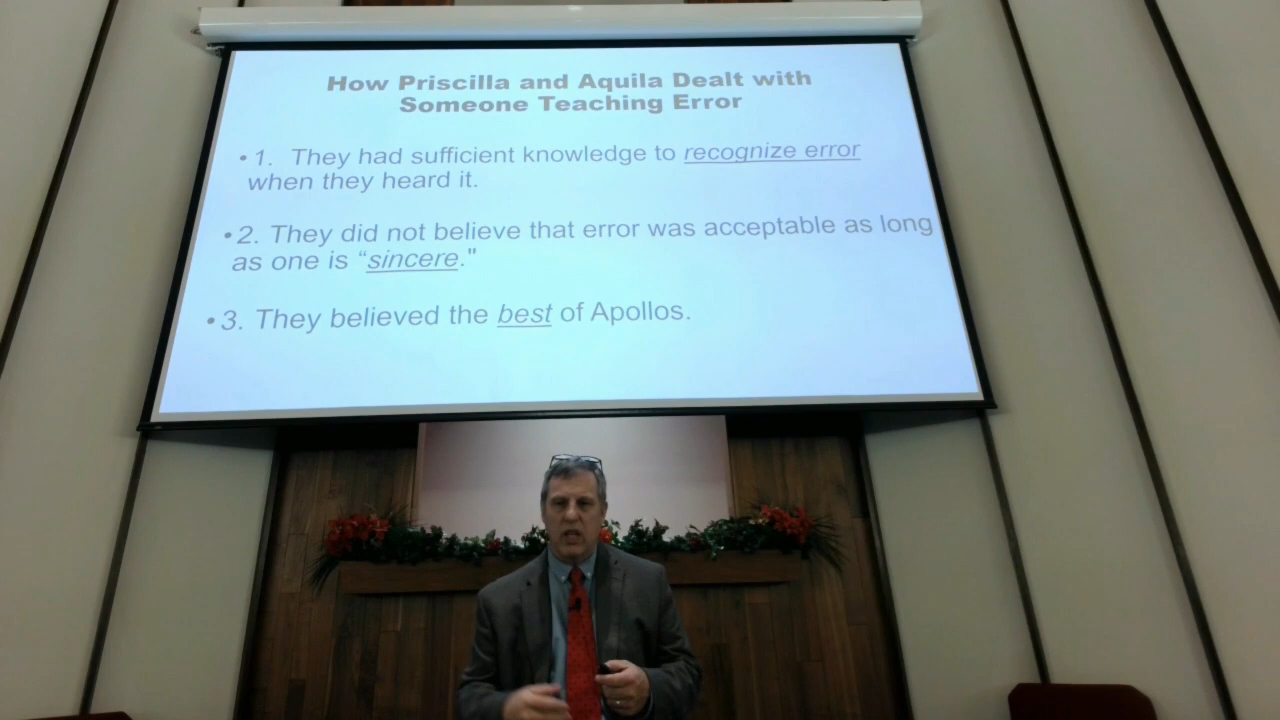 How Priscilla and Aquila Dealt with
Someone Teaching Error
• 1. They had sufficient knowledge to recognize error
when they heard it.
• 2. They did not believe that error was acceptable as long
as one is “sincere."
• 3. They believed the best of Apollos.